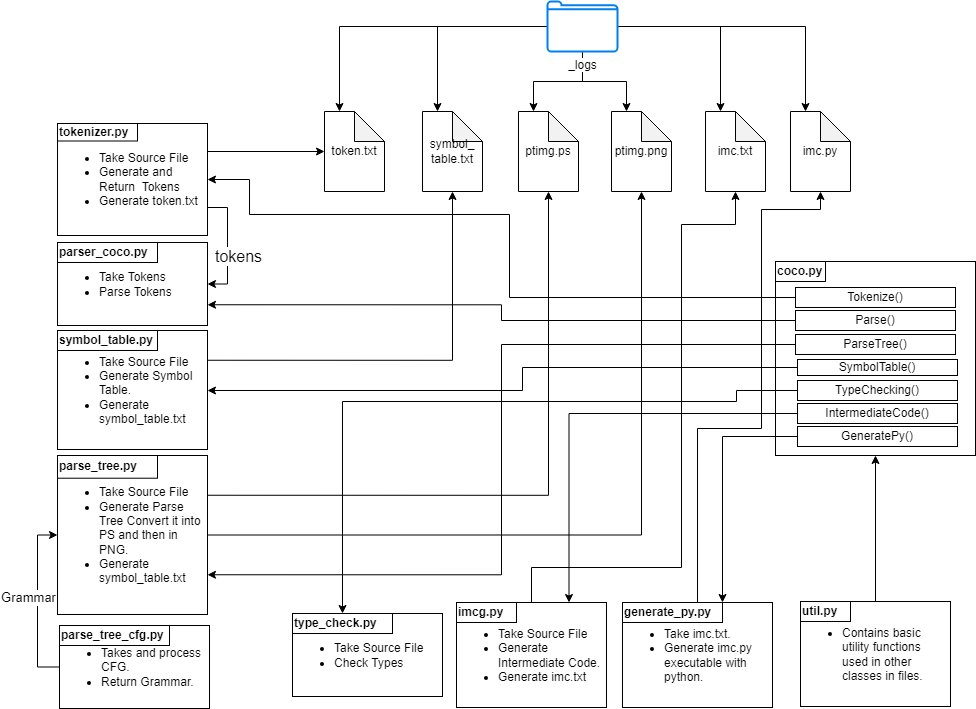 _logs
token.txt
symbol_
table.txt
ptimg.ps
ptimg.png
imc.txt
imc.py
tokenizer.py
Take Source File
Generate and
Return Tokens
Generate token.txt
tokens
parser_coco.py
Take Tokens
Parse Tokens
symbol_table.py
Take Source File
Generate Symbol
Table.
Generate
symbol_table.txt
parse_tree.py
Take Source File
Generate Parse
Tree Convert it into
PS and then in
PNG.
Generate
symbol_table.txt
Grammar
parse_tree_cfg.py
Takes and process
CFG.
Return Grammar.
coco.py
Tokenize()
Parse()
ParseTree()
SymbolTable()
TypeChecking()
IntermediateCode()
GeneratePy()
type_check.py
Take Source File
Check Types
imcg.py
Take Source File
Generate
Intermediate Code.
Generate imc.txt
generate_py.py
Take imc.txt.
Generate imc.py
executable with
python.
util.py
Contains basic
utility functions
used in other
classes in files.